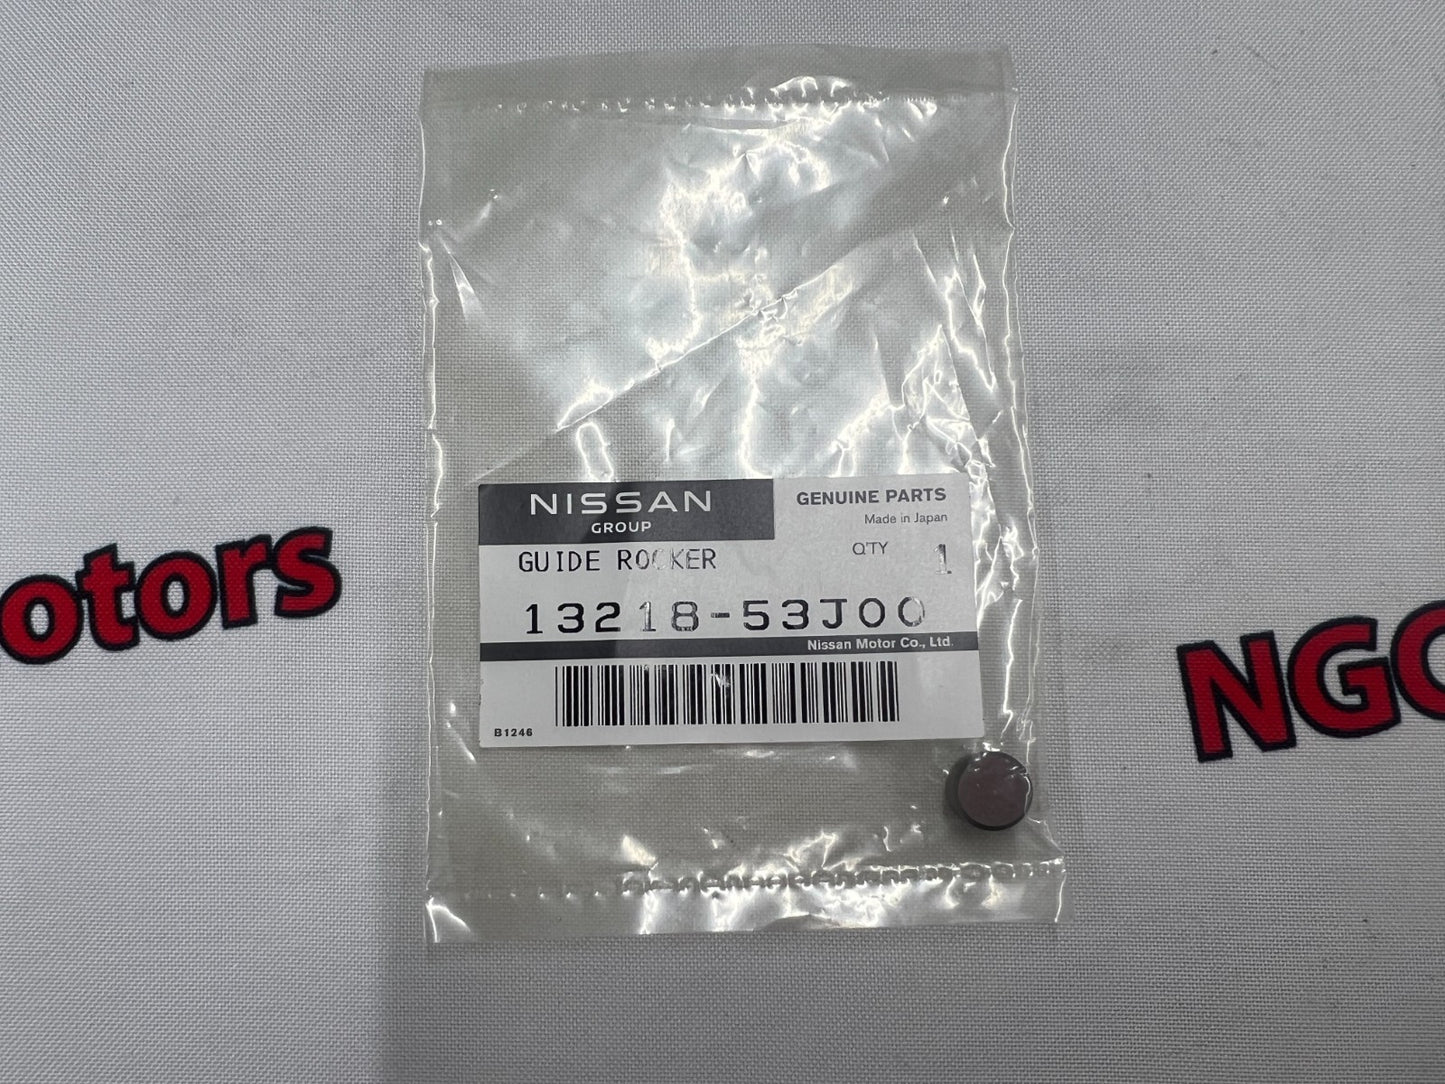 NISSAN
GROUP
GENUINE PARTS
Made in Japan
GUIDE ROCKER
Q'TY 1
13218-53J00
Nissan Motor Co., Ltd.
B1246
otors
NGC